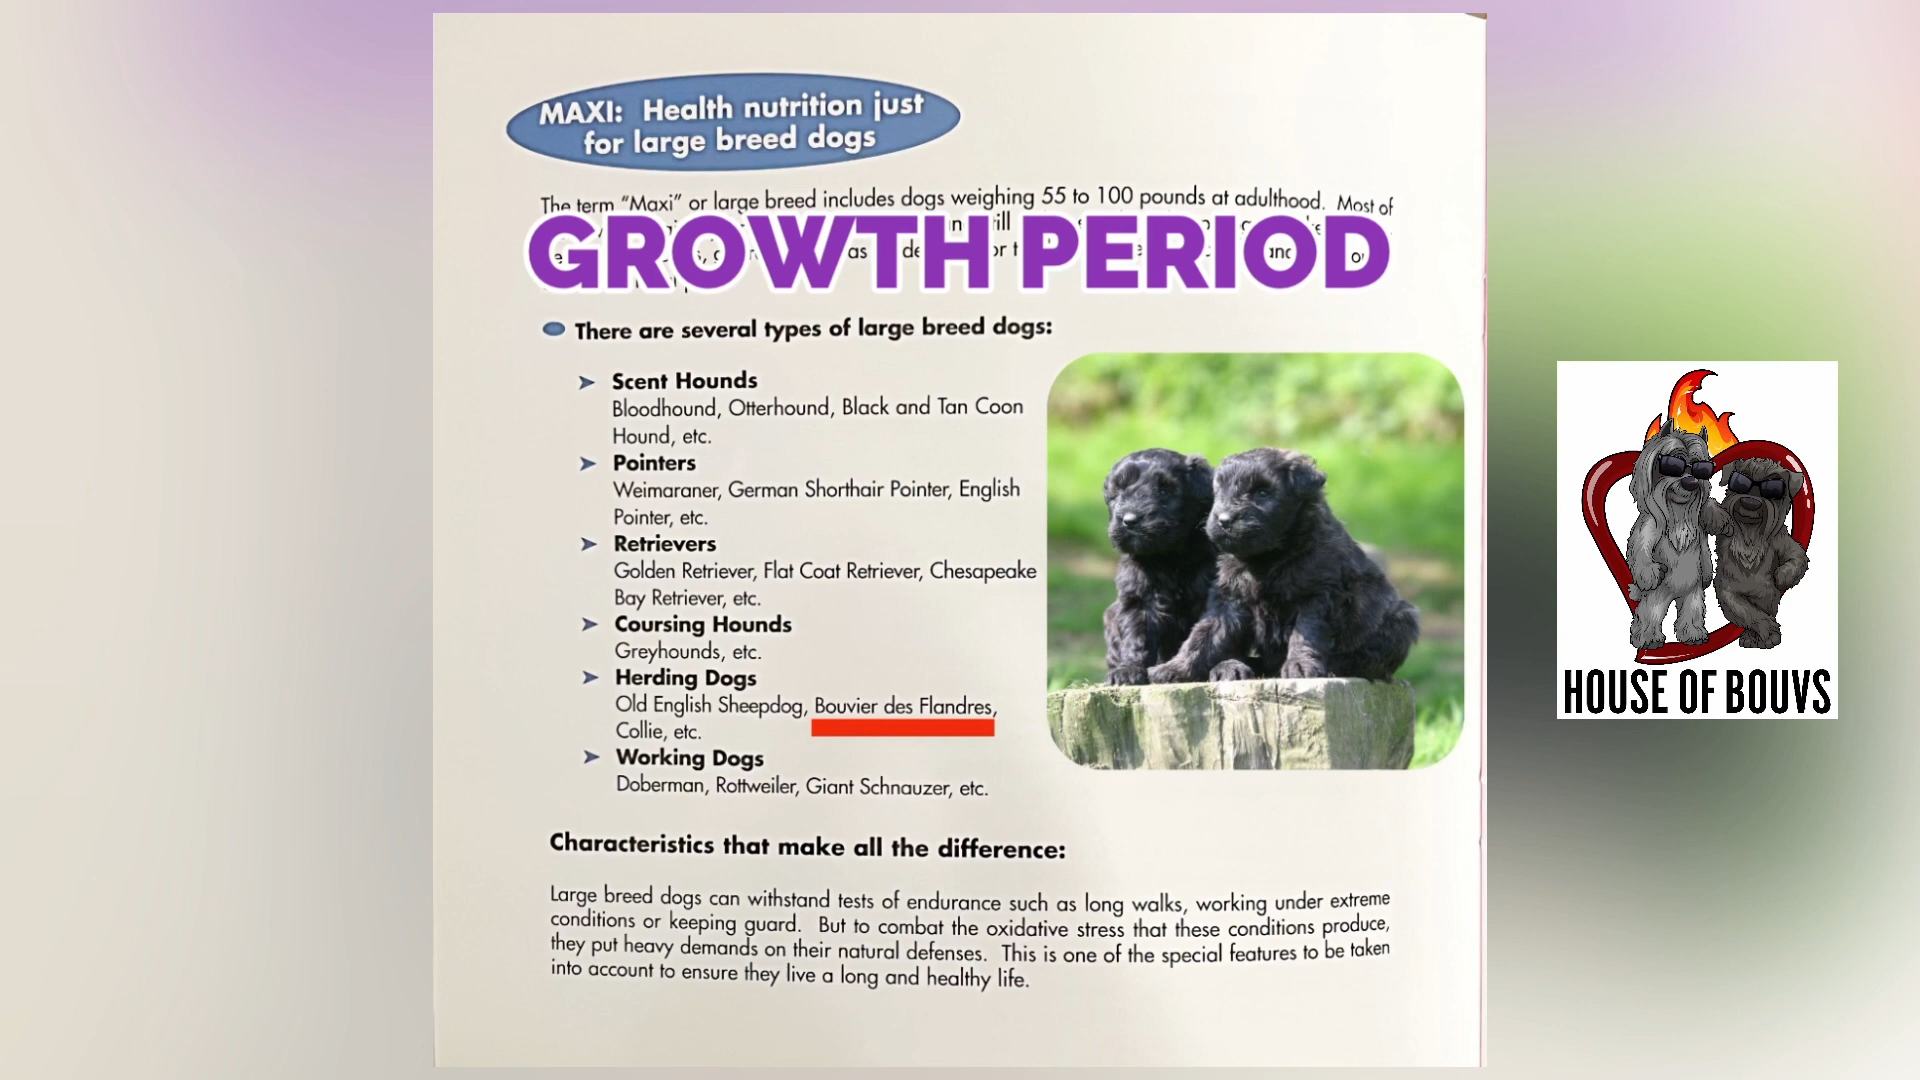 MAXI: Health nutrition just
for large breed dogs
The term "Maxi" or large breed includes dogs weighing 55 to 100 pounds at adulthood. Most of
GROWTH PERIOD
There are several types of large breed dogs:
Scent Hounds
Bloodhound, Otterhound, Black and Tan Coon
Hound, etc.
Pointers
Weimaraner, German Shorthair Pointer, English
Pointer, etc.
Retrievers
Golden Retriever, Flat Coat Retriever, Chesapeake
Bay Retriever, etc.
Coursing Hounds
Greyhounds, etc.
Herding Dogs
Old English Sheepdog, Bouvier des Flandres,
Collie, etc.
Working Dogs
Doberman, Rottweiler, Giant Schnauzer, etc.
Characteristics that make all the difference:
Large breed dogs can withstand tests of endurance such as long walks, working under extreme
conditions or keeping guard. But to combat the oxidative stress that these conditions produce,
they put heavy demands on their natural defenses. This is one of the special features to be taken
into account to ensure they live a long and healthy life.
HOUSE OF BOUVS